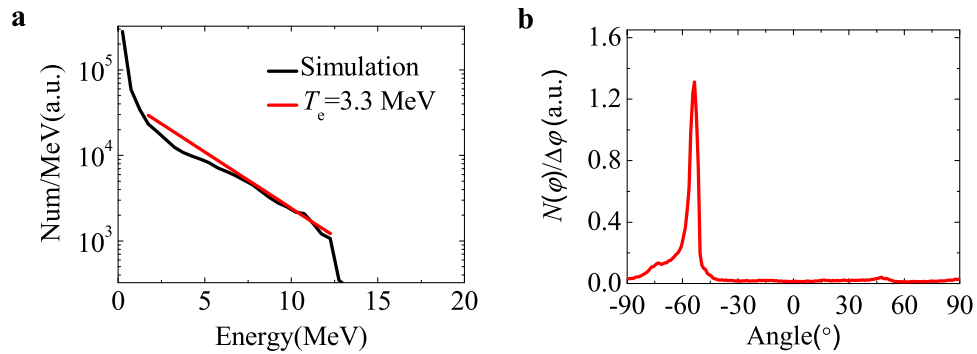 a
10^5
10^4
10^3
Num/MeV(a.u.)
Simulation
T_e=3.3 MeV
0 5 10 15 20
Energy(MeV)
b
1.6
1.2
0.8
0.4
0.0
N(φ)/Δφ (a.u.)
-90 -60 -30 0 30 60 90
Angle(°)